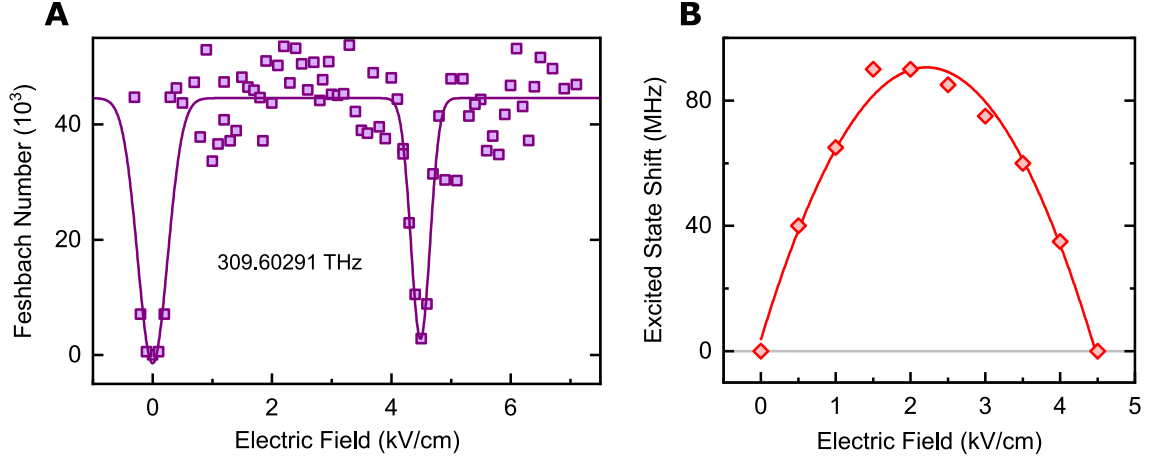 A
Feshbach Number (10³)
40
20
0
309.60291 THz
0
2
4
6
Electric Field (kV/cm)
B
Excited State Shift (MHz)
80
40
0
0
1
2
3
4
5
Electric Field (kV/cm)